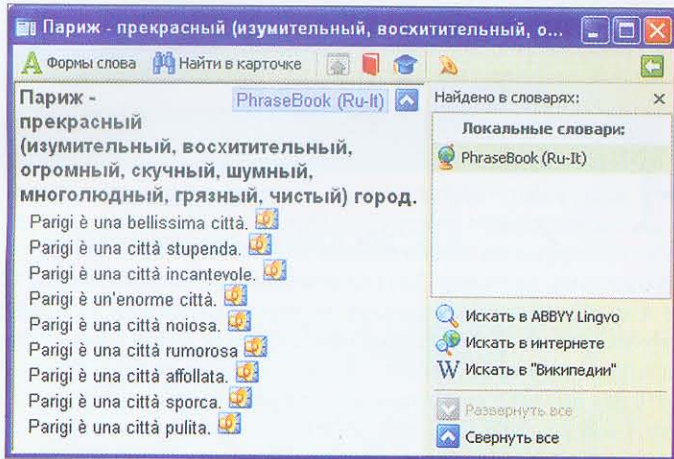 Париж - прекрасный (изумительный, восхитительный, о...
Формы слова
Найти в карточке
Париж -
PhraseBook (Ru-It)
прекрасный
(изумительный, восхитительный,
огромный, скучный, шумный,
многолюдный, грязный, чистый) город.
Parigi è una bellissima città.
Parigi è una città stupenda.
Parigi è una città incantevole.
Parigi è un'enorme città.
Parigi è una città noiosa.
Parigi è una città rumorosa
Parigi è una città affollata.
Parigi è una città sporca.
Parigi è una città pulita.
Найдено в словарях:
Локальные словари:
PhraseBook (Ru-It)
Искать в ABBYY Lingvo
Искать в интернете
W Искать в "Википедии"
Развернуть все
Свернуть все